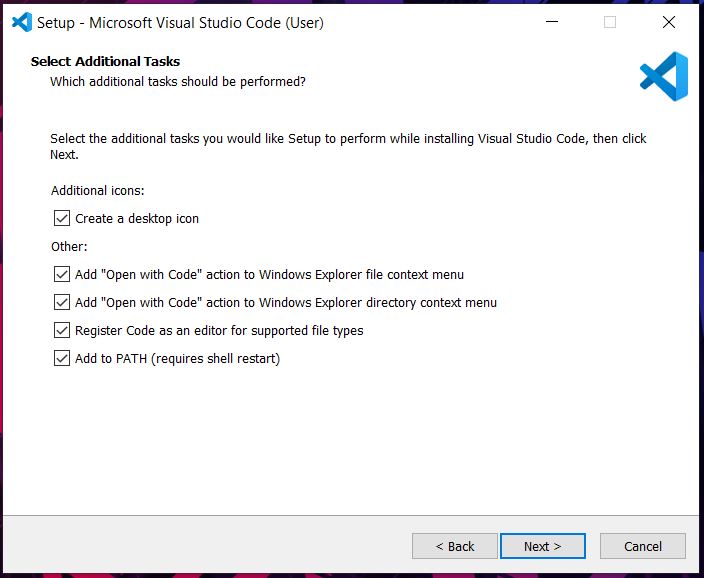 Setup - Microsoft Visual Studio Code (User)
Select Additional Tasks
Which additional tasks should be performed?
Select the additional tasks you would like Setup to perform while installing Visual Studio Code, then click
Next.
Additional icons:
Create a desktop icon
Other:
Add "Open with Code" action to Windows Explorer file context menu
Add "Open with Code" action to Windows Explorer directory context menu
Register Code as an editor for supported file types
Add to PATH (requires shell restart)
< Back Next > Cancel